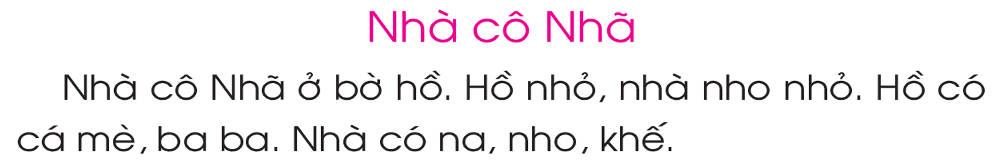 Nhà cô Nhã
Nhà cô Nhã ở bờ hồ. Hồ nhỏ, nhà nho nhỏ. Hồ có
cá mè, ba ba. Nhà có na, nho, khế.